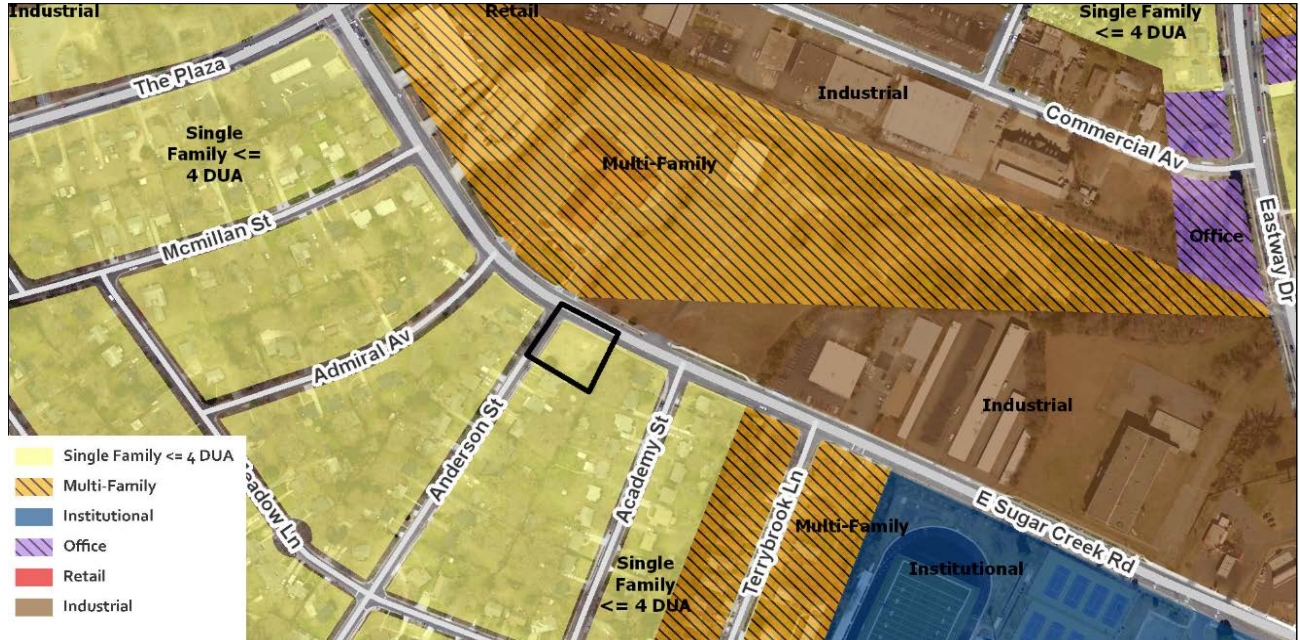 Industrial
Retail
Single Family
<= 4 DUA
The Plaza
Industrial
Commercial Av
Single
Family <=
4 DUA
Multi-Family
Mcmillan St
Office
Eastway Dr
Admiral Av
Anderson St
Academy St
Industrial
Terrybrook Ln
E Sugar Creek Rd
Multi-Family
Institutional
Single
Family
<= 4 DUA
Single Family <= 4 DUA
Multi-Family
Institutional
Office
Retail
Industrial